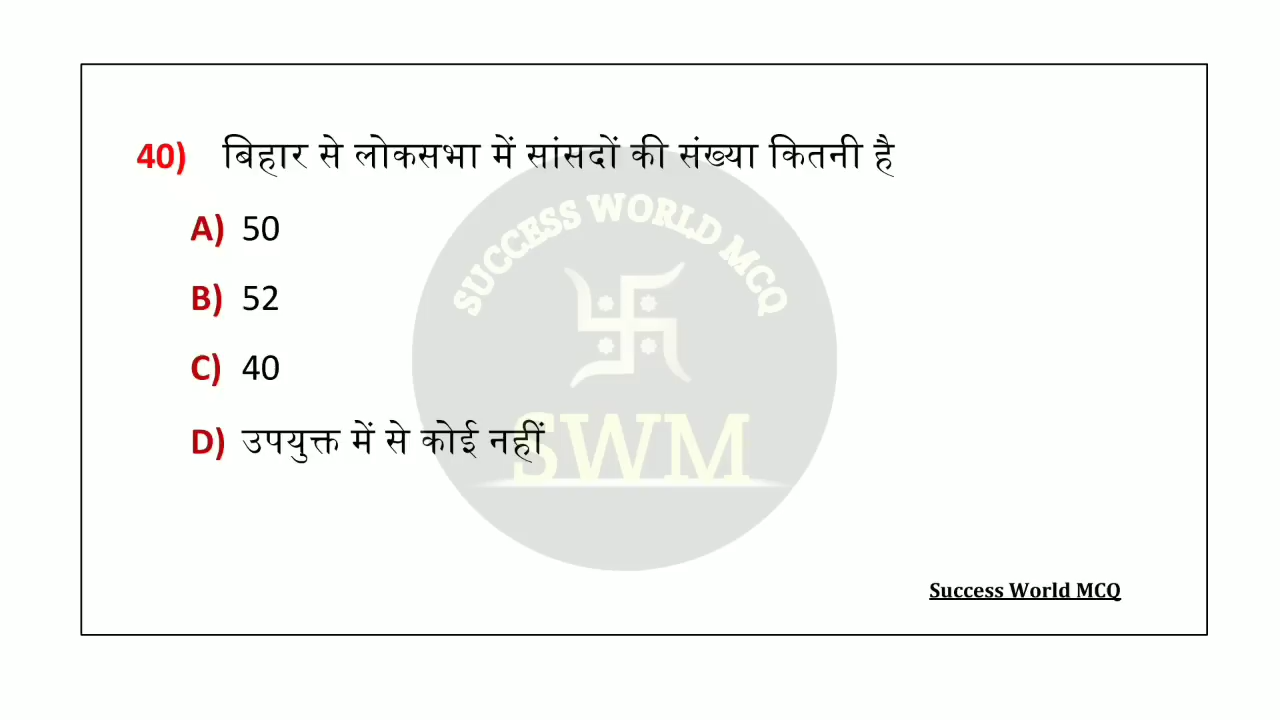 40) बिहार से लोकसभा में सांसदों की संख्या कितनी है
SUCCESS WORLD MCQ
A) 50
B) 52
C) 40
D) उपयुक्त में से कोई नहीं
SWM
Success World MCQ